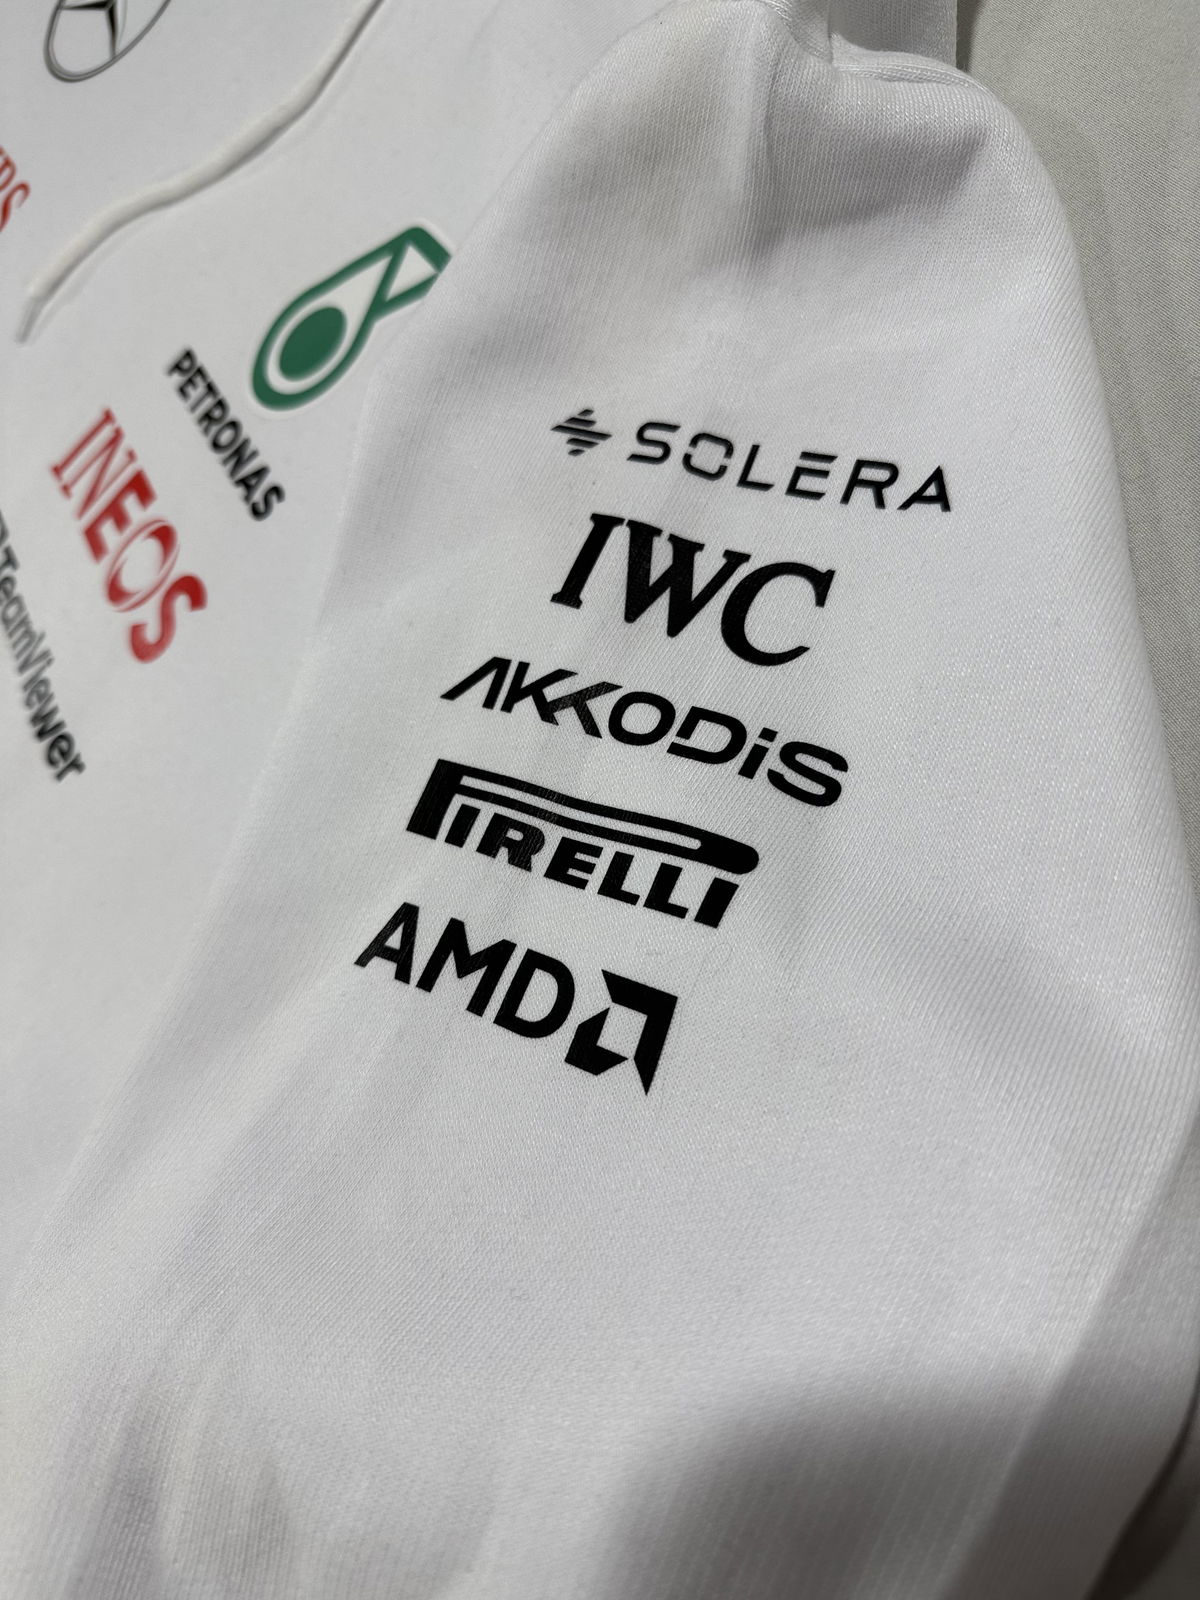 PETRONAS
INEOS
TeamViewer
SOLERA
IWC
AKKODIS
PIRELLI
AMD